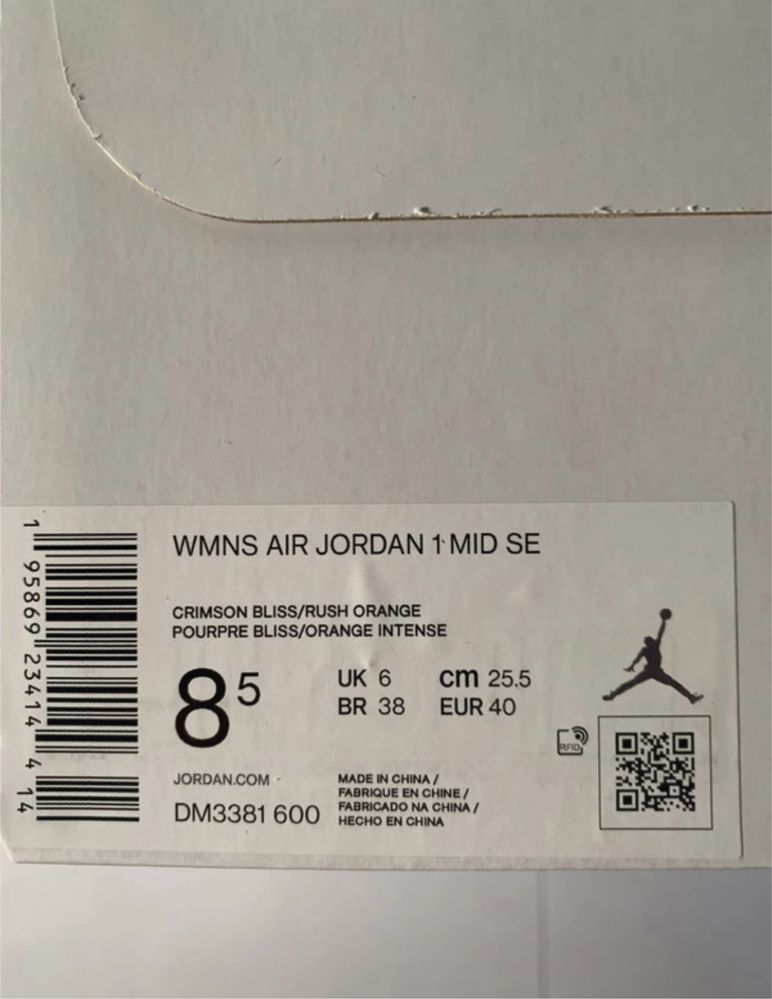 WMNS AIR JORDAN 1 MID SE
CRIMSON BLISS/RUSH ORANGE
POURPRE BLISS/ORANGE INTENSE
8 5
UK 6 cm 25.5
BR 38 EUR 40
JORDAN.COM
DM3381 600
MADE IN CHINA /
FABRIQUE EN CHINE /
FABRICADO NA CHINA /
HECHO EN CHINA
RFID
1 95869 23414 4 14